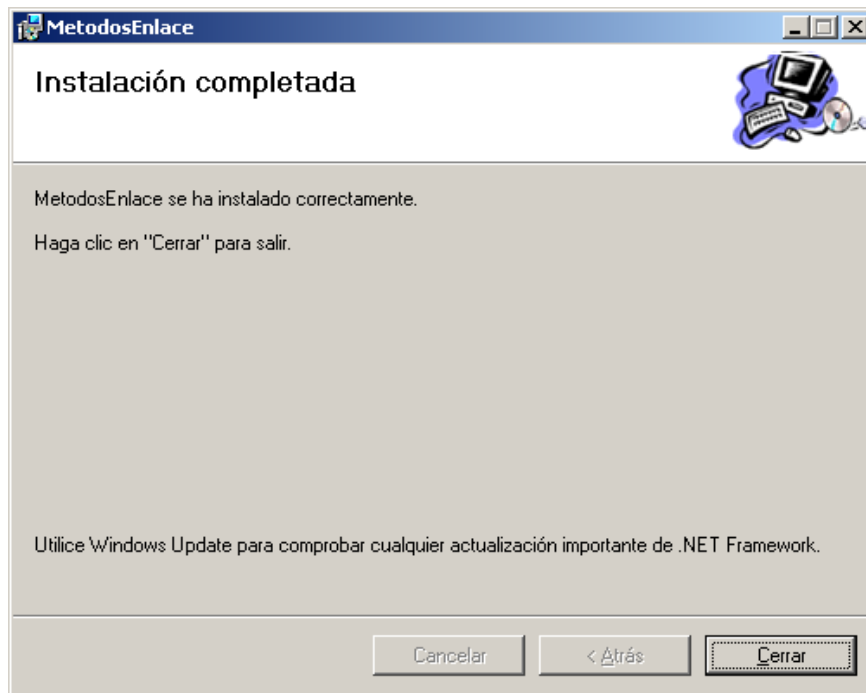 MetodosEnlace
Instalación completada
MetodosEnlace se ha instalado correctamente.
Haga clic en "Cerrar" para salir.
Utilice Windows Update para comprobar cualquier actualización importante de .NET Framework.
Cancelar
< Atrás
Cerrar